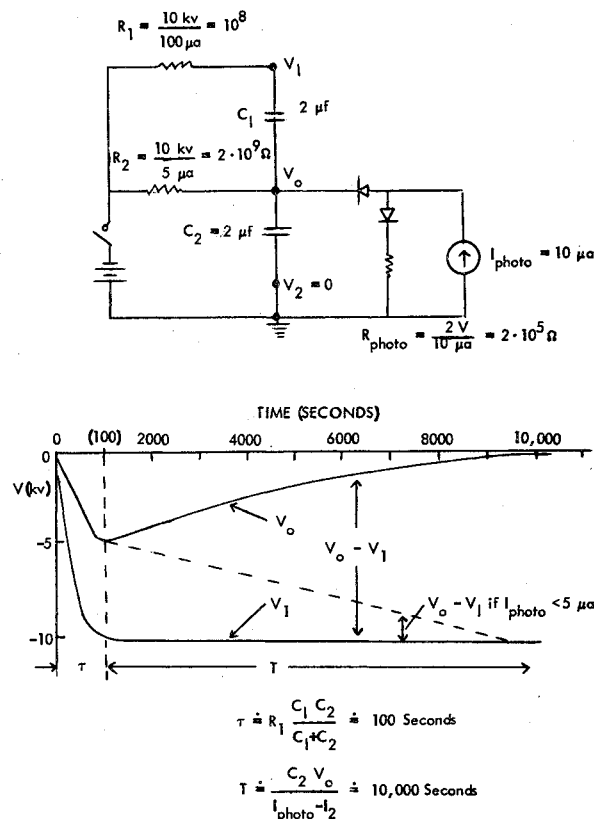 R1 = 10 kv / 100 μa = 10^8
V1
C1
2 μf
R2 = 10 kv / 5 μa = 2·10^9 Ω
Vo
C2 = 2 μf
V2 = 0
Iphoto = 10 μa
Rphoto = 2 V / 10 μa = 2·10^5 Ω
TIME (SECONDS)
0 (100) 2000 4000 6000 8000 10,000
0
V(kv)
Vo
-5
Vo - V1
Vo - V1 if Iphoto <5 μa
V1
-10
τ T
τ ≐ R1 C1 C2 / C1+C2 ≐ 100 Seconds
T ≐ C2 Vo / Iphoto-I2 ≐ 10,000 Seconds